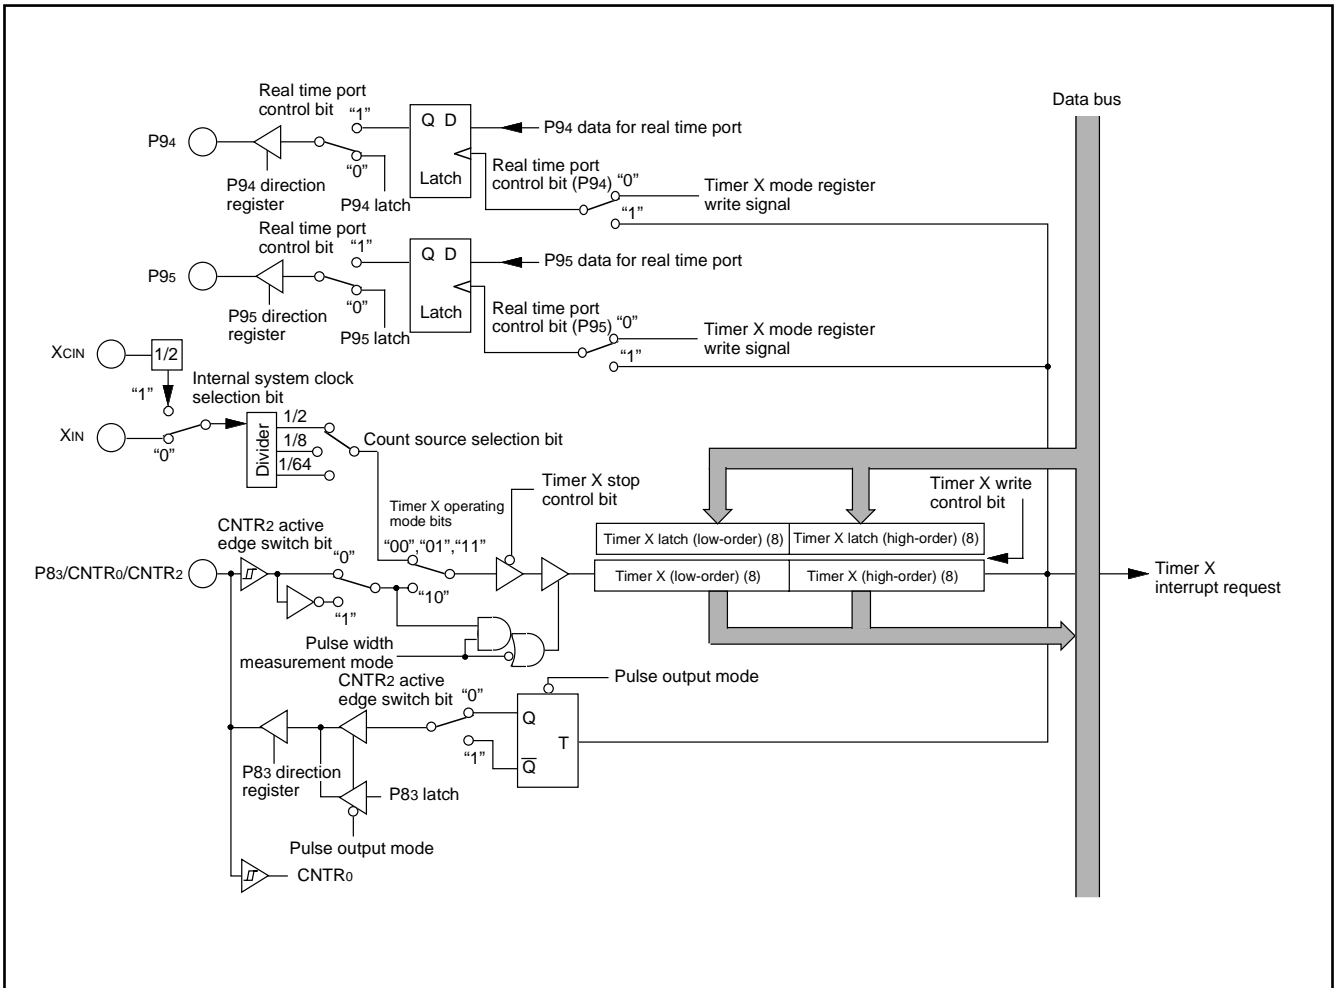 Data bus
Real time port
control bit
“1”
P94
Q D
Latch
P94 data for real time port
“0”
P94 direction
register
P94 latch
Real time port
control bit (P94)
“0”
“1”
Timer X mode register
write signal
Real time port
control bit
“1”
P95
Q D
Latch
P95 data for real time port
“0”
P95 direction
register
P95 latch
Real time port
control bit (P95)
“0”
“1”
Timer X mode register
write signal
XCIN
1/2
“1”
Internal system clock
selection bit
XIN
“0”
Divider
1/2
1/8
1/64
Count source selection bit
Timer X stop
control bit
Timer X write
control bit
Timer X operating
mode bits
“00”,“01”,“11”
“10”
CNTR2 active
edge switch bit
“0”
“1”
P83/CNTR0/CNTR2
Timer X latch (low-order) (8)
Timer X latch (high-order) (8)
Timer X (low-order) (8)
Timer X (high-order) (8)
Timer X
interrupt request
Pulse width
measurement mode
CNTR2 active
edge switch bit
“0”
“1”
Pulse output mode
Q
T
Q̅
P83 direction
register
P83 latch
Pulse output mode
CNTR0